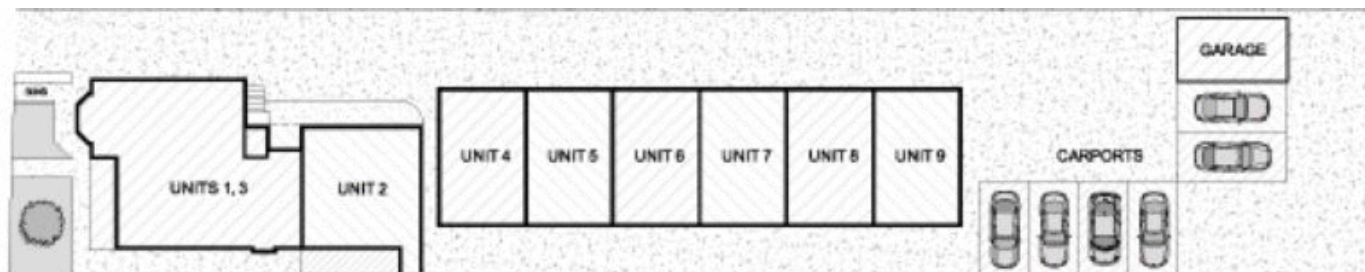 GARAGE
UNIT 4
UNIT 5
UNIT 6
UNIT 7
UNIT 8
UNIT 9
CARPORTS
UNITS 1, 3
UNIT 2